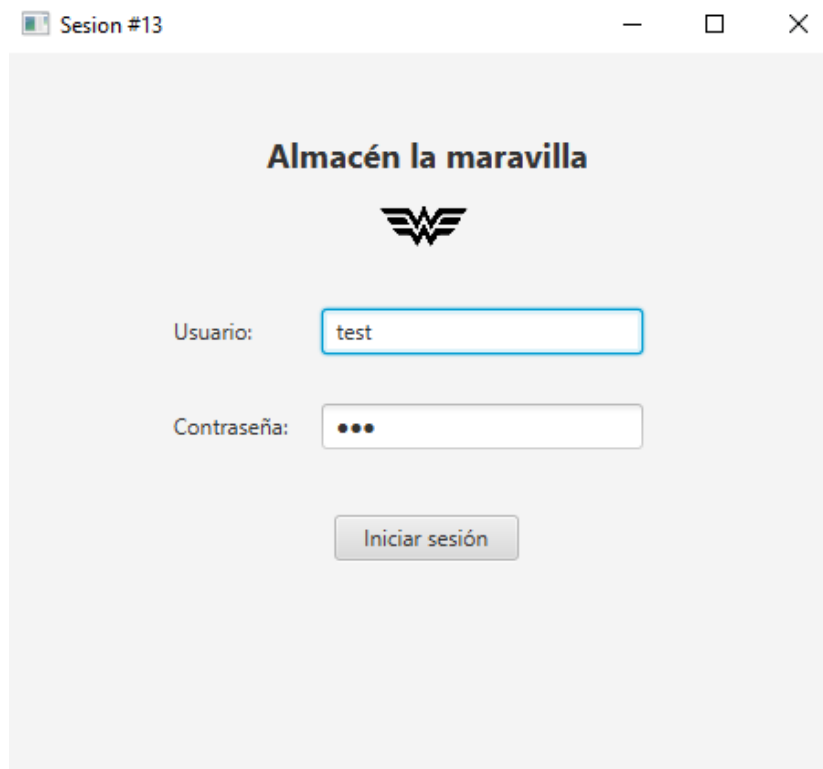 Sesion #13
Almacén la maravilla
Usuario: test
Contraseña: •••
Iniciar sesión